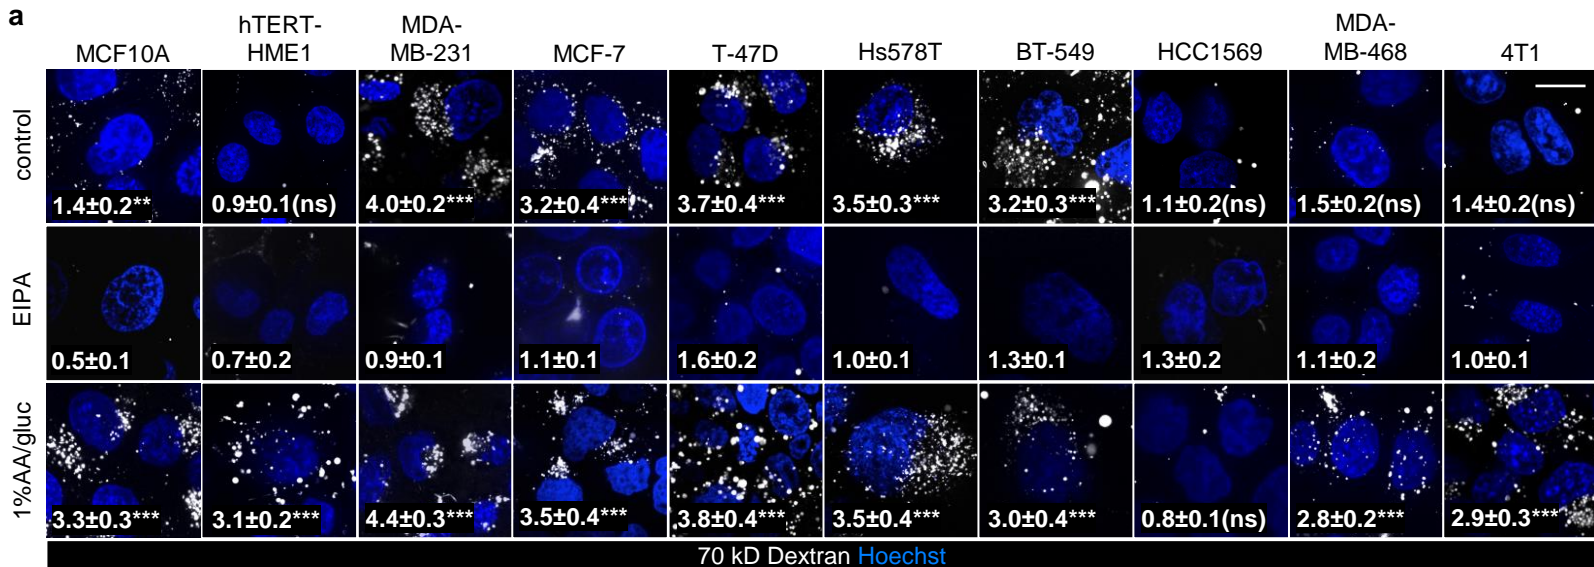 a
MCF10A
hTERT-
HME1
MDA-
MB-231
MCF-7
T-47D
Hs578T
BT-549
HCC1569
MDA-
MB-468
4T1
control
1.4±0.2**
0.9±0.1(ns)
4.0±0.2***
3.2±0.4***
3.7±0.4***
3.5±0.3***
3.2±0.3***
1.1±0.2(ns)
1.5±0.2(ns)
1.4±0.2(ns)
EIPA
0.5±0.1
0.7±0.2
0.9±0.1
1.1±0.1
1.6±0.2
1.0±0.1
1.3±0.1
1.3±0.2
1.1±0.2
1.0±0.1
1%AA/gluc
3.3±0.3***
3.1±0.2***
4.4±0.3***
3.5±0.4***
3.8±0.4***
3.5±0.4***
3.0±0.4***
0.8±0.1(ns)
2.8±0.2***
2.9±0.3***
70 kD Dextran Hoechst